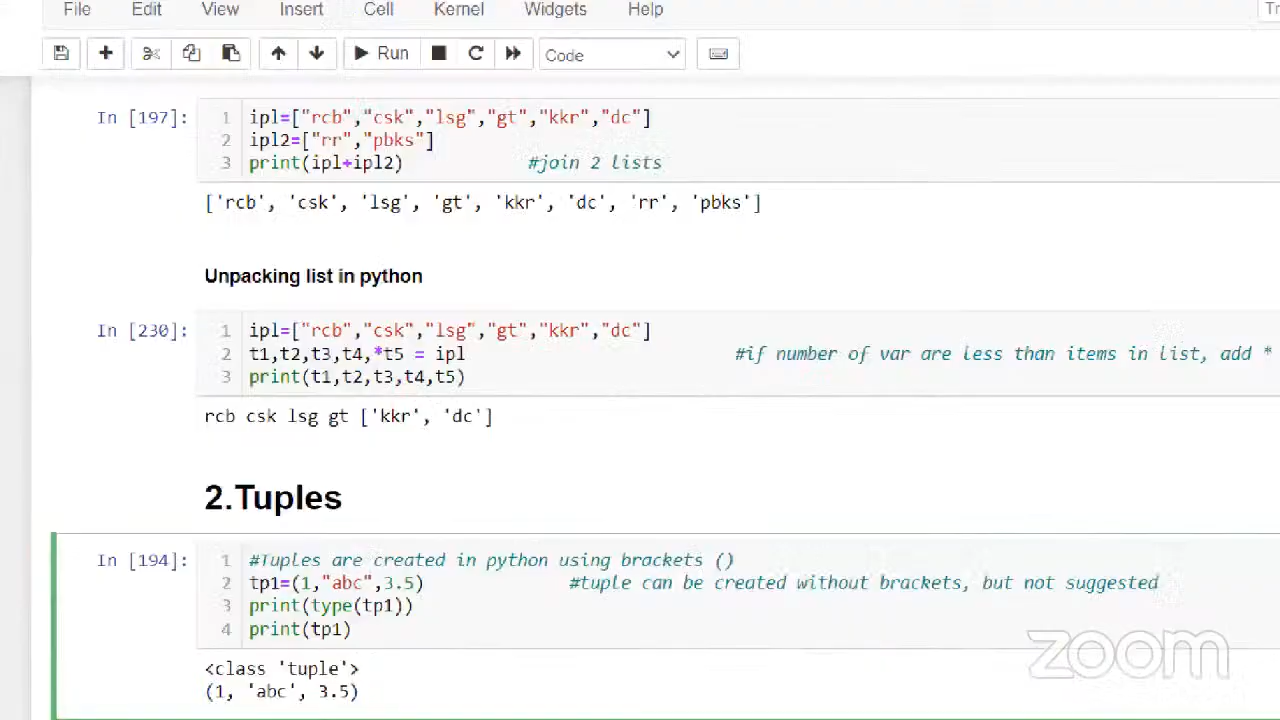 File Edit View Insert Cell Kernel Widgets Help
Run Code
In [197]: 1 ipl=["rcb","csk","lsg","gt","kkr","dc"]
2 ipl2=["rr","pbks"]
3 print(ipl+ipl2) #join 2 lists
['rcb', 'csk', 'lsg', 'gt', 'kkr', 'dc', 'rr', 'pbks']
Unpacking list in python
In [230]: 1 ipl=["rcb","csk","lsg","gt","kkr","dc"]
2 t1,t2,t3,t4,*t5 = ipl #if number of var are less than items in list, add *
3 print(t1,t2,t3,t4,t5)
rcb csk lsg gt ['kkr', 'dc']
2.Tuples
In [194]: 1 #Tuples are created in python using brackets ()
2 tp1=(1,"abc",3.5) #tuple can be created without brackets, but not suggested
3 print(type(tp1))
4 print(tp1)
zoom
<class 'tuple'>
(1, 'abc', 3.5)